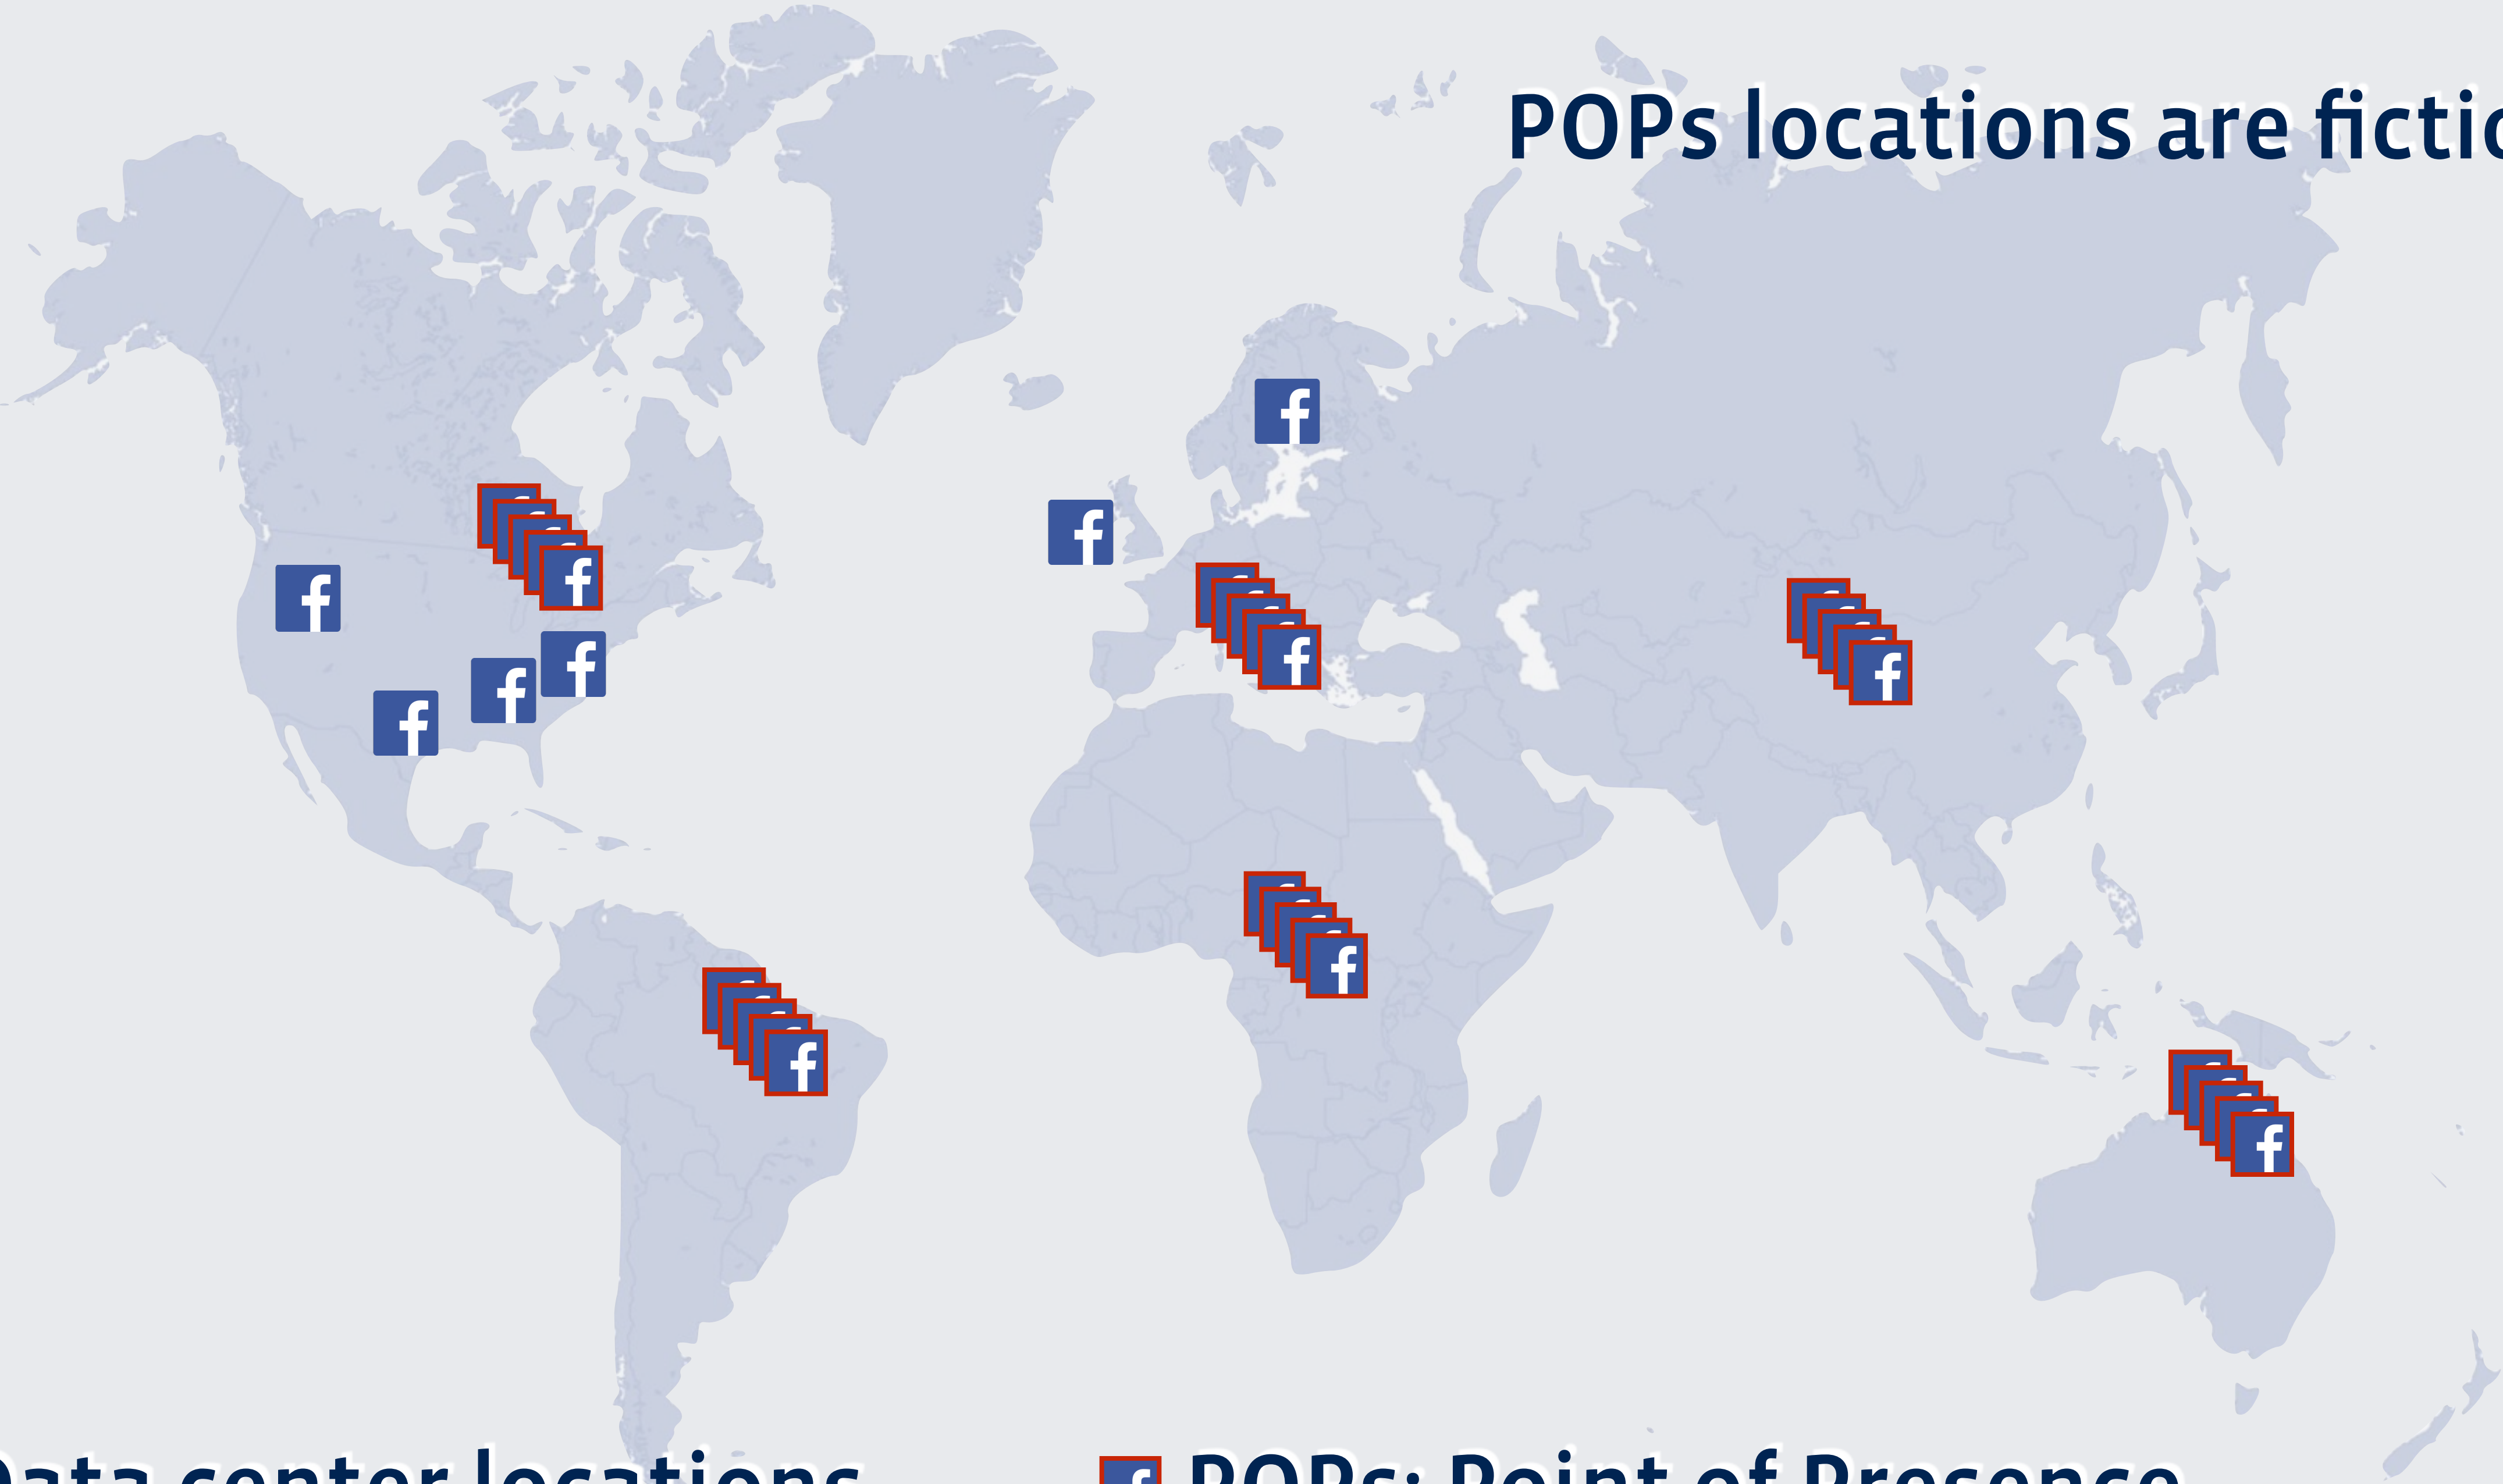 POPs locations are fictio
Data center locations
POPs: Point of Presence